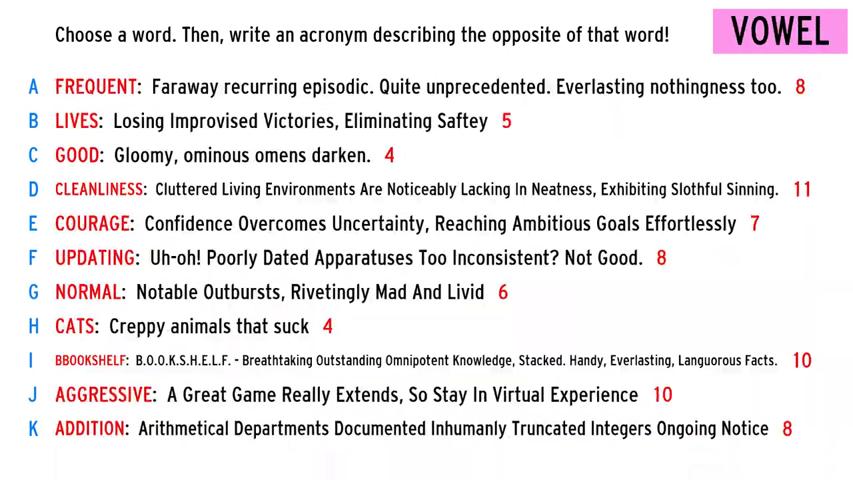 Choose a word. Then, write an acronym describing the opposite of that word! VOWEL
A FREQUENT: Faraway recurring episodic. Quite unprecedented. Everlasting nothingness too. 8
B LIVES: Losing Improvised Victories, Eliminating Saftey 5
C GOOD: Gloomy, ominous omens darken. 4
D CLEANLINESS: Cluttered Living Environments Are Noticeably Lacking In Neatness, Exhibiting Slothful Sinning. 11
E COURAGE: Confidence Overcomes Uncertainty, Reaching Ambitious Goals Effortlessly 7
F UPDATING: Uh-oh! Poorly Dated Apparatuses Too Inconsistent? Not Good. 8
G NORMAL: Notable Outbursts, Rivetingly Mad And Livid 6
H CATS: Creppy animals that suck 4
I BBOOKSHELF: B.O.O.K.S.H.E.L.F. - Breathtaking Outstanding Omnipotent Knowledge, Stacked. Handy, Everlasting, Languorous Facts. 10
J AGGRESSIVE: A Great Game Really Extends, So Stay In Virtual Experience 10
K ADDITION: Arithmetical Departments Documented Inhumanly Truncated Integers Ongoing Notice 8